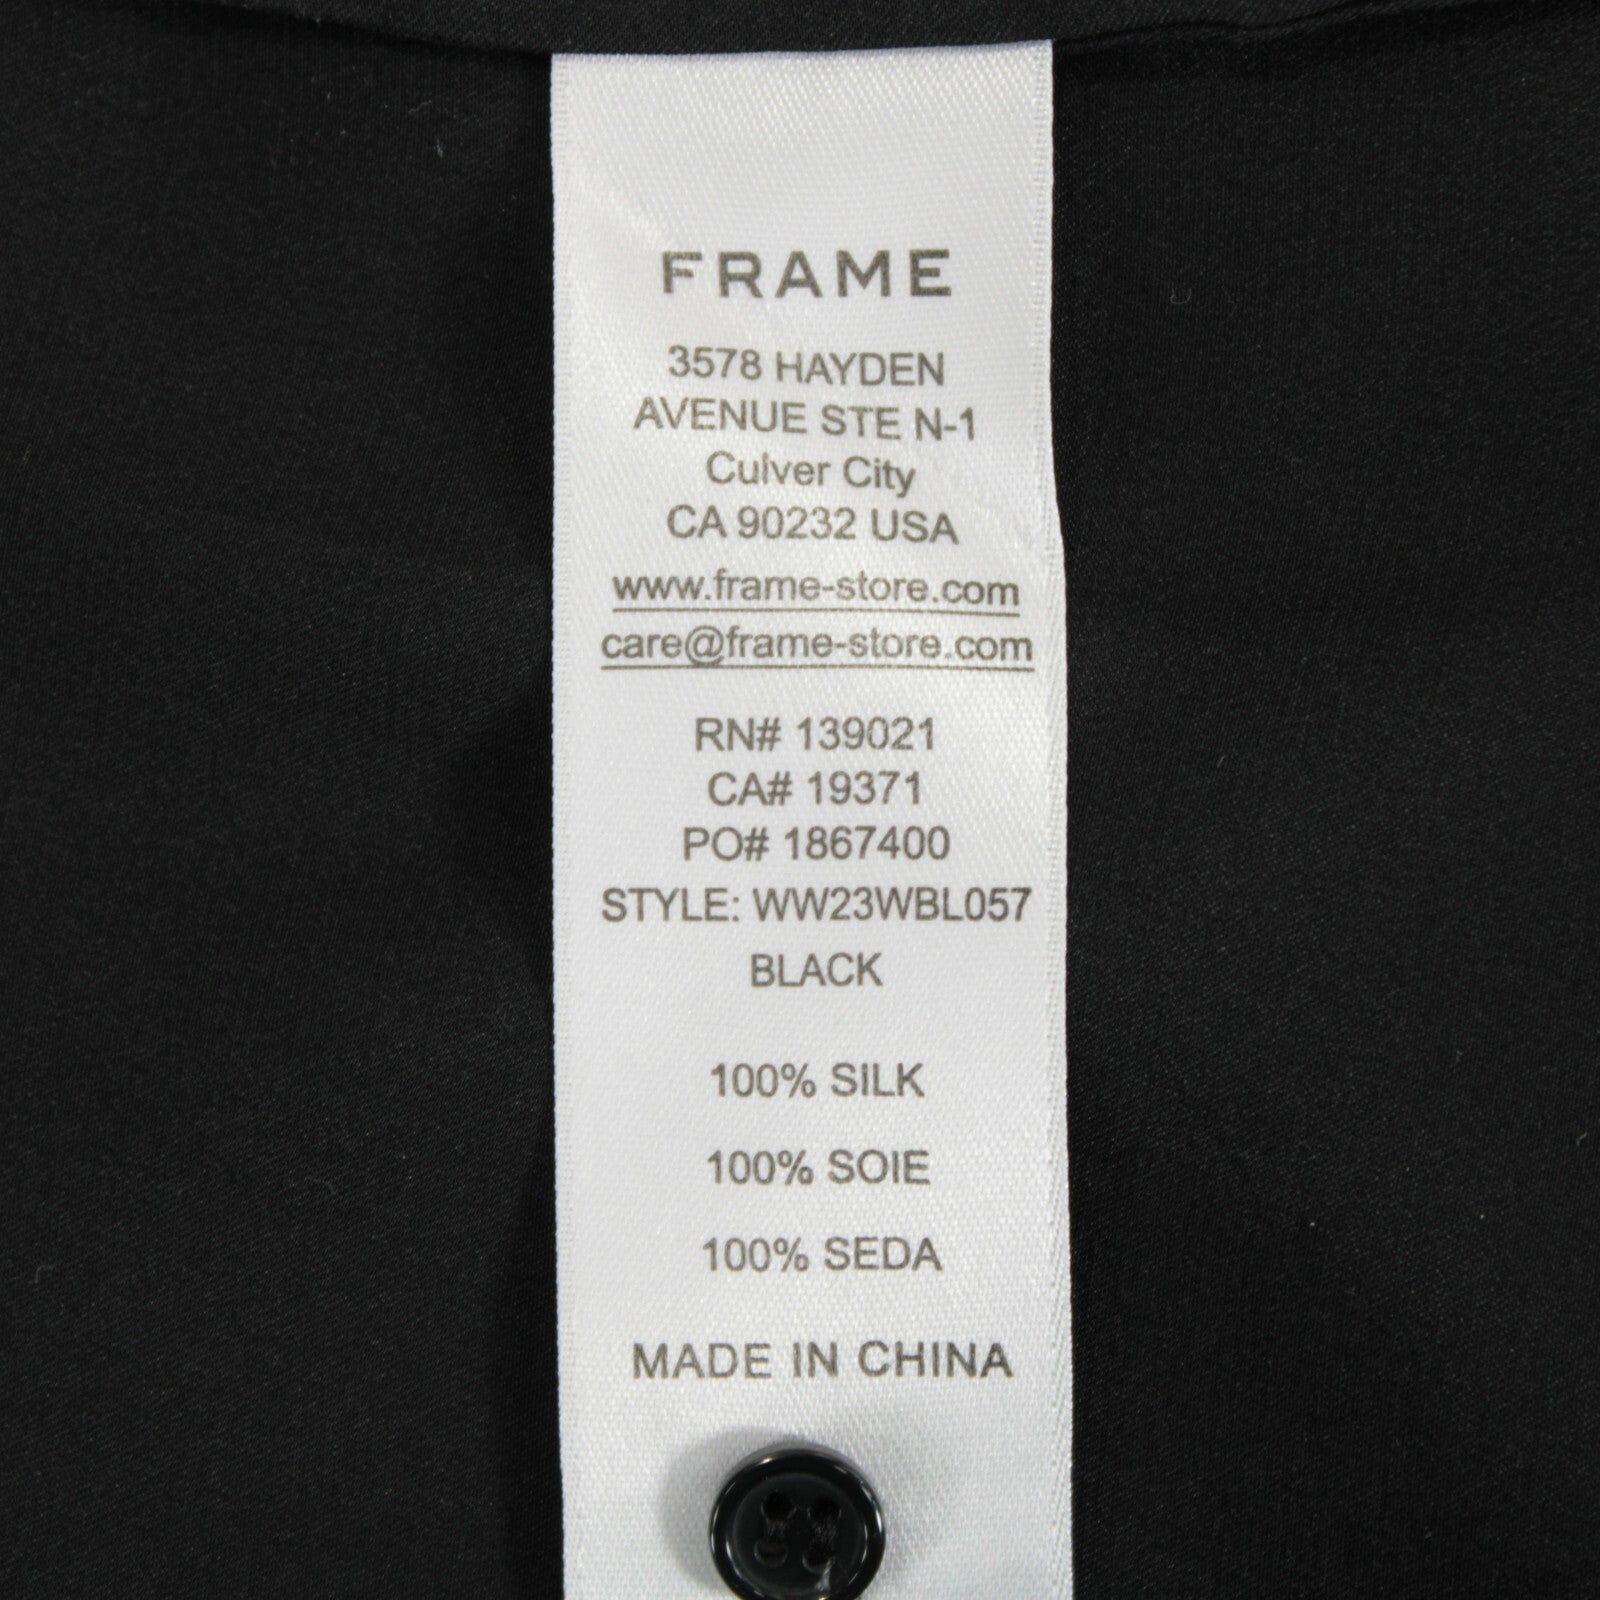 FRAME
3578 HAYDEN
AVENUE STE N-1
Culver City
CA 90232 USA
www.frame-store.com
care@frame-store.com
RN# 139021
CA# 19371
PO# 1867400
STYLE: WW23WBL057
BLACK
100% SILK
100% SOIE
100% SEDA
MADE IN CHINA